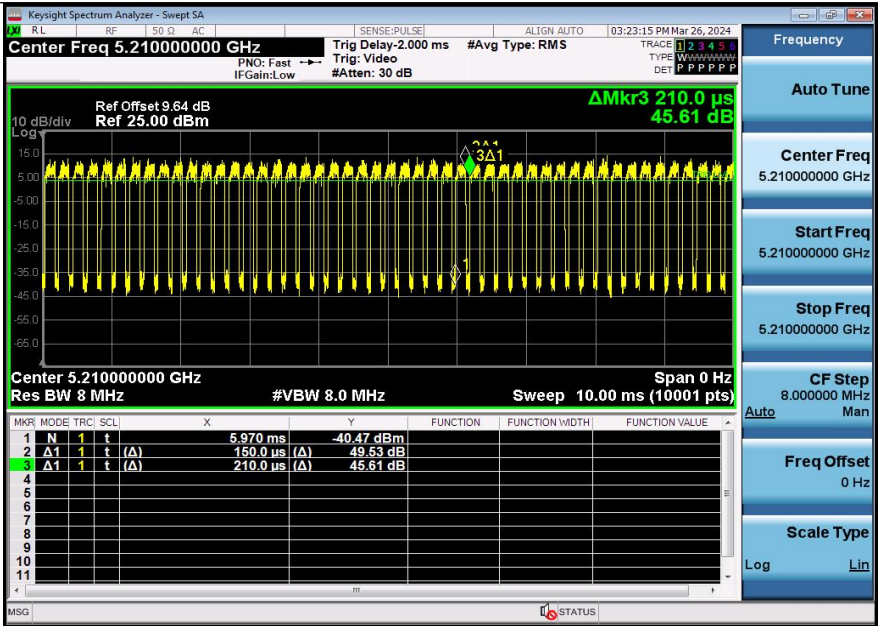 Keysight Spectrum Analyzer - Swept SA
LXI RL RF 50 Ω AC SENSE:PULSE ALIGN AUTO 03:23:15 PM Mar 26, 2024
Center Freq 5.210000000 GHz
PNO: Fast
IFGain:Low
Trig Delay-2.000 ms
Trig: Video
#Atten: 30 dB
#Avg Type: RMS
TRACE 1 2 3 4 5 6
TYPE WWWWWW
DET P P P P P P
ΔMkr3 210.0 µs
45.61 dB
Ref Offset 9.64 dB
10 dB/div Ref 25.00 dBm
Log
15.0
5.00
-5.00
-15.0
-25.0
-35.0
-45.0
-55.0
-65.0
3Δ1
1
Center 5.210000000 GHz Span 0 Hz
Res BW 8 MHz #VBW 8.0 MHz Sweep 10.00 ms (10001 pts)
MKR MODE TRC SCL X Y FUNCTION FUNCTION WIDTH FUNCTION VALUE
1 N 1 t 5.970 ms -40.47 dBm
2 Δ1 1 t (Δ) 150.0 µs (Δ) 49.53 dB
3 Δ1 1 t (Δ) 210.0 µs (Δ) 45.61 dB
4
5
6
7
8
9
10
11
MSG STATUS
Frequency
Auto Tune
Center Freq
5.210000000 GHz
Start Freq
5.210000000 GHz
Stop Freq
5.210000000 GHz
CF Step
8.000000 MHz
Auto Man
Freq Offset
0 Hz
Scale Type
Log Lin